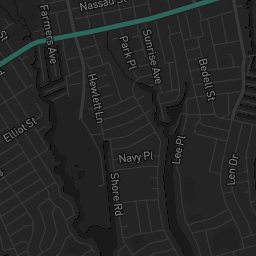 Nassau St
Farmers Ave
Park Pl
Sunrise Ave
St
Bedell St
Hewlett Ln
Elliot St
Lee Pl
Navy Pl
Len Dr
Shore Rd